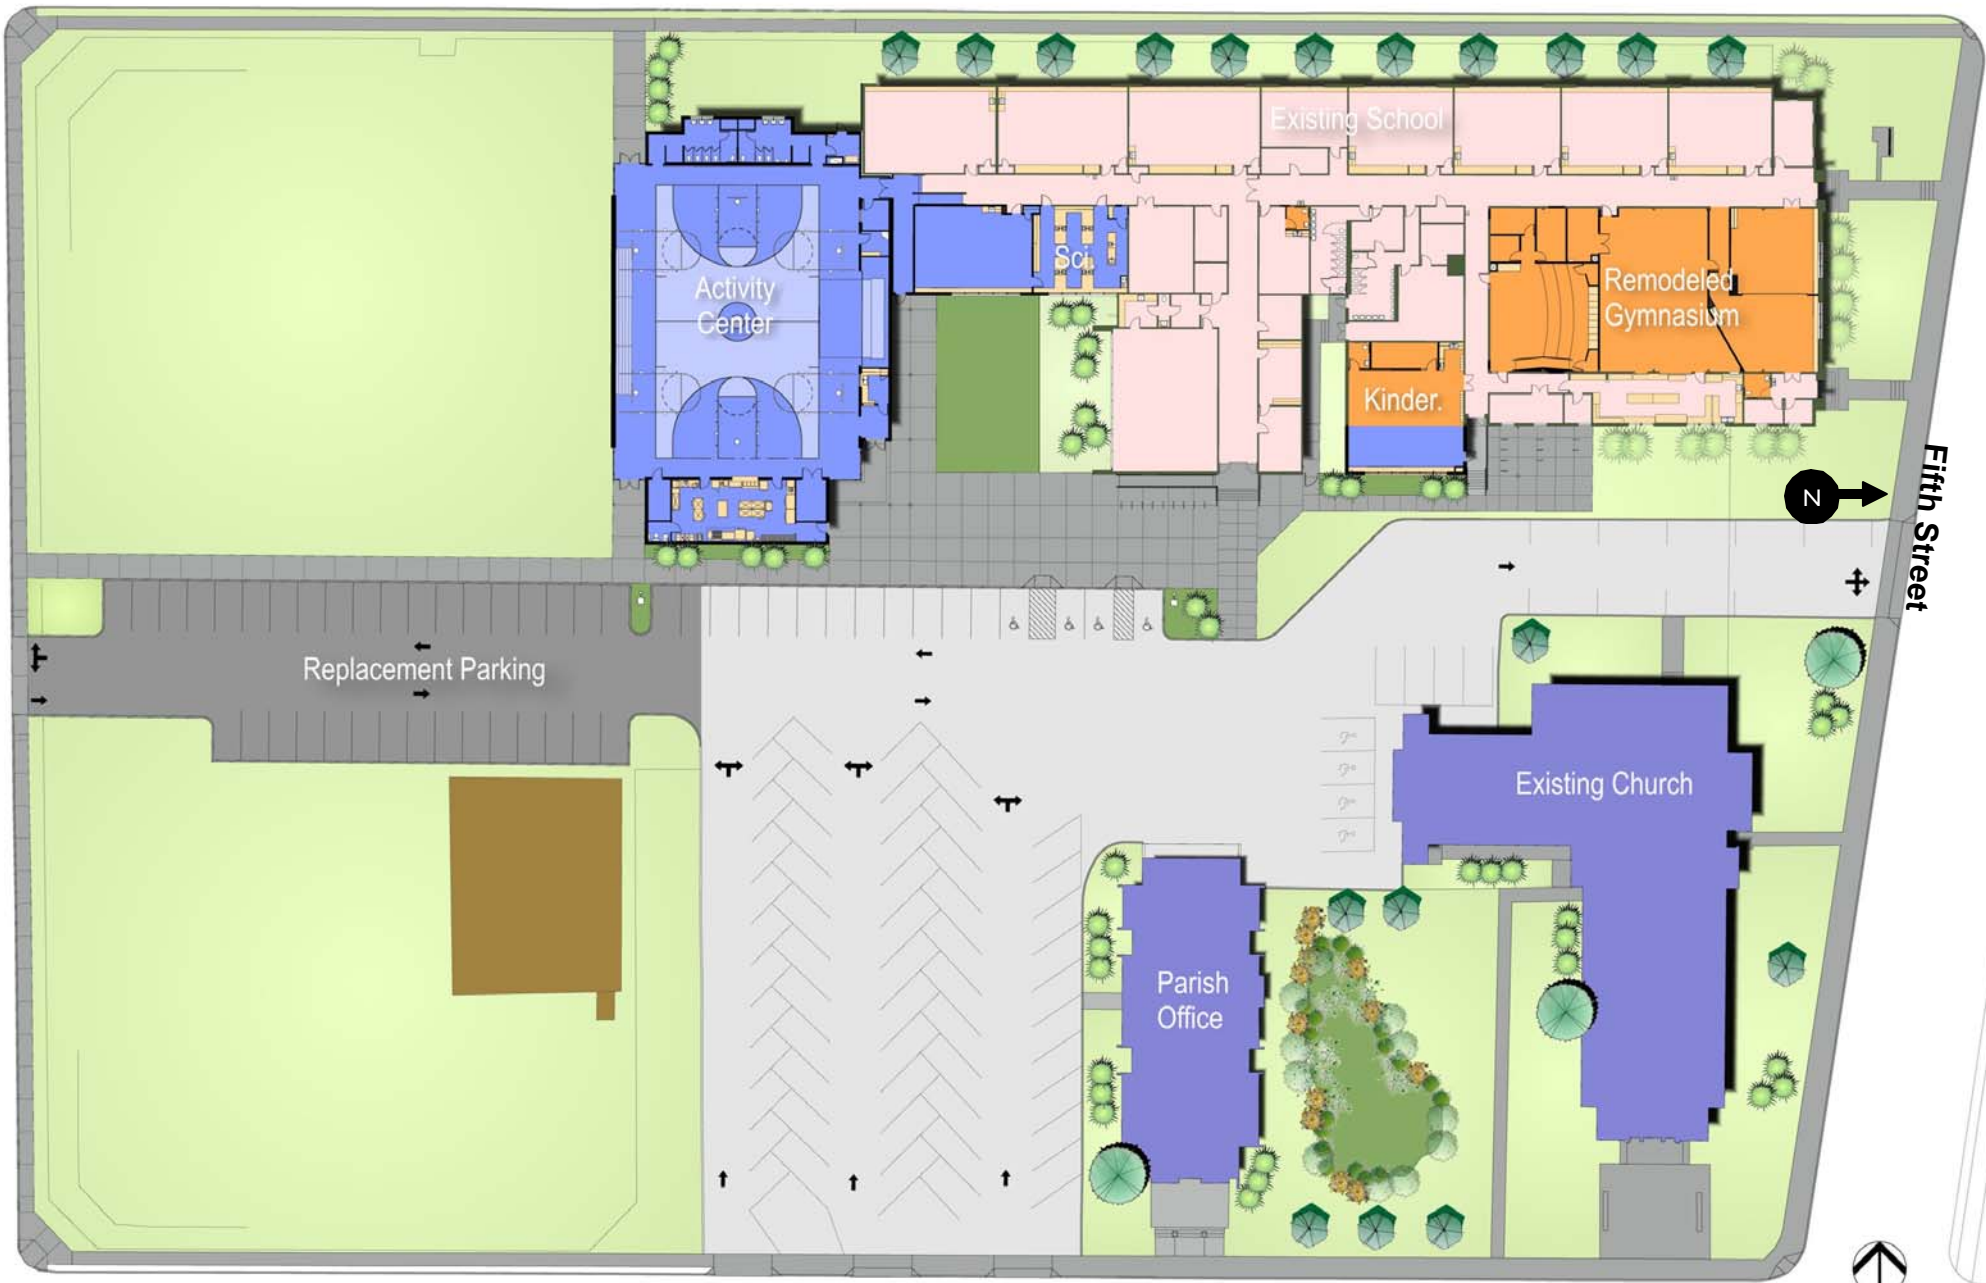 Existing School
Sci.
Activity
Center
Remodeled
Gymnasium
Kinder.
N
Fifth Street
Replacement Parking
Existing Church
Parish
Office